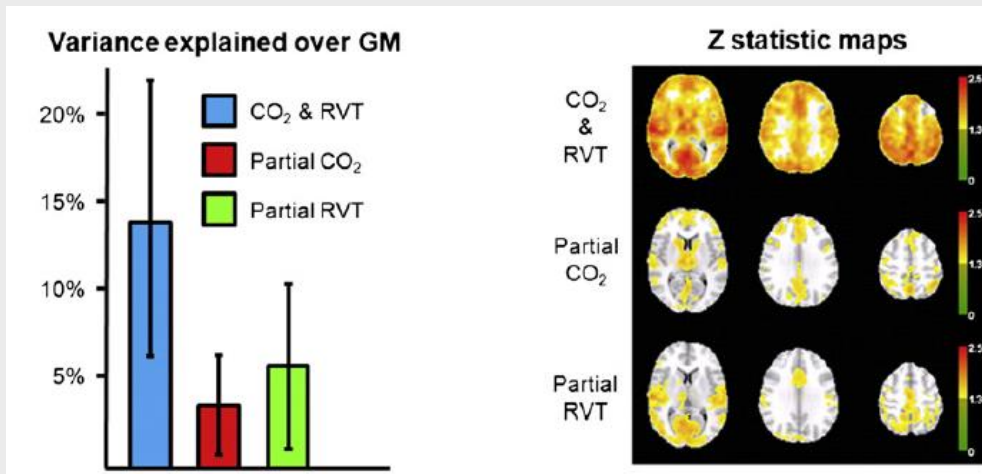 Variance explained over GM
20%
15%
10%
5%
CO₂ & RVT
Partial CO₂
Partial RVT
Z statistic maps
CO₂
&
RVT
2.5
1.3
0
Partial
CO₂
2.5
1.3
0
Partial
RVT
2.5
1.3
0